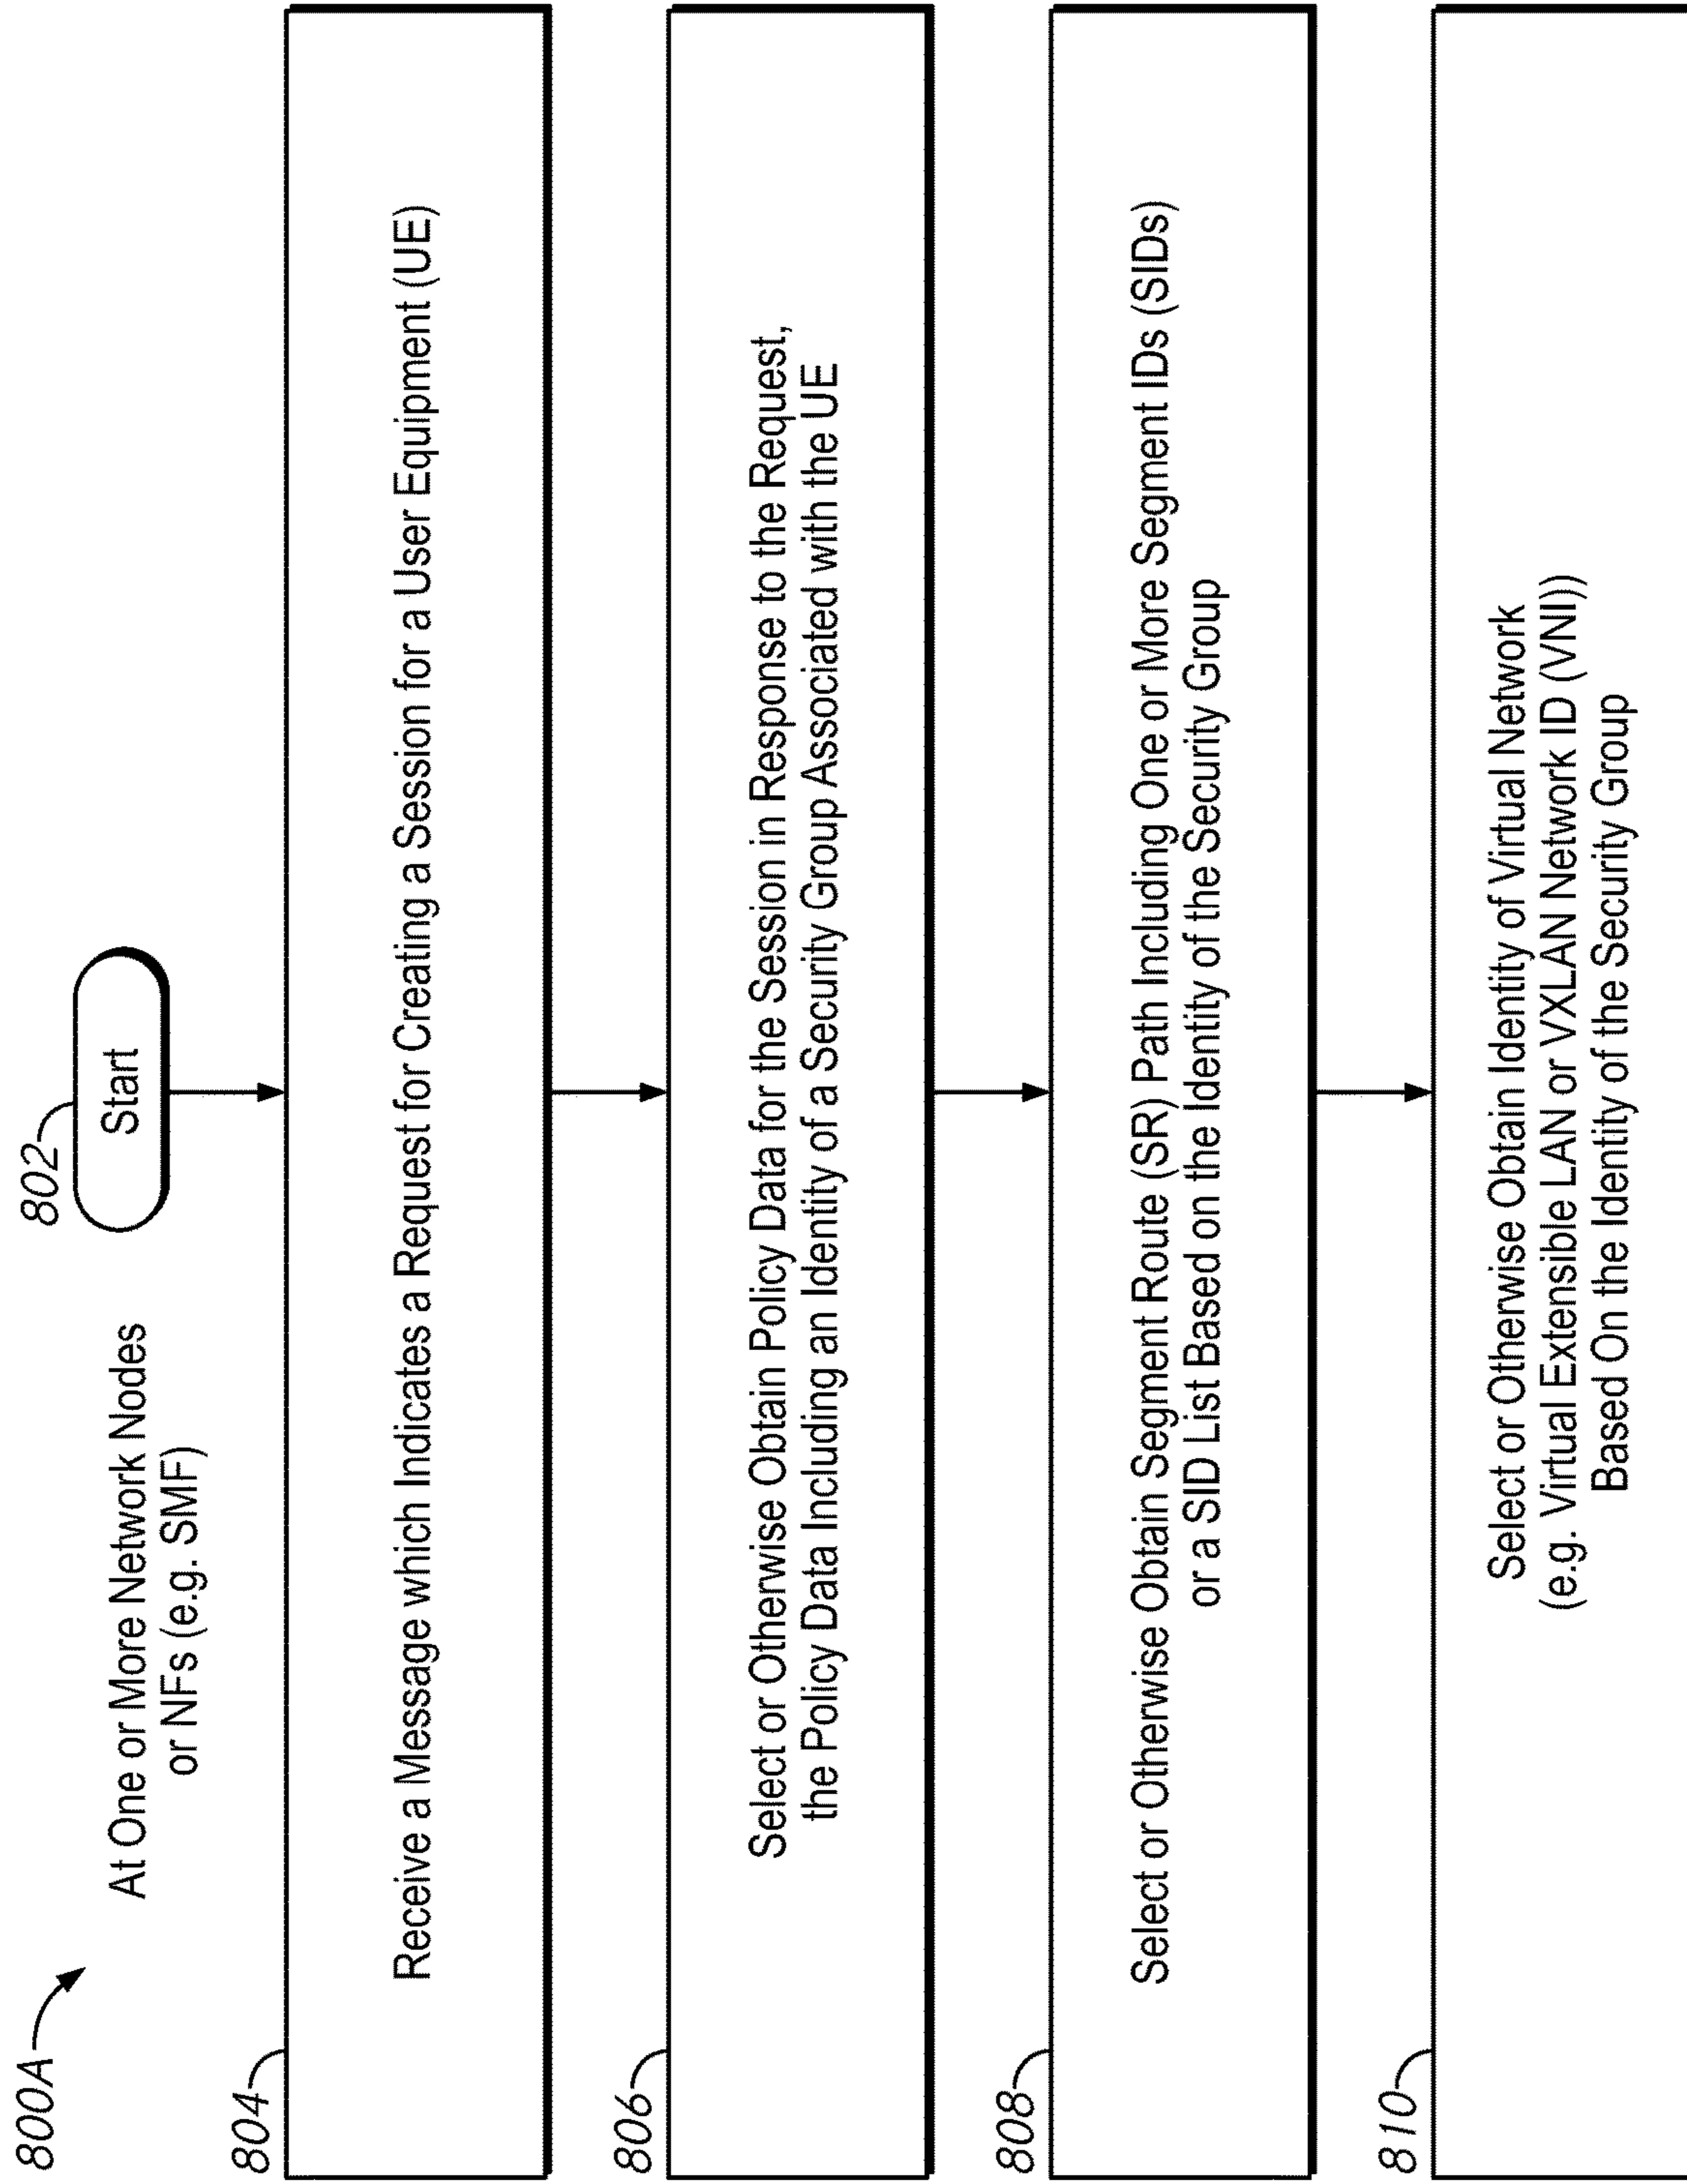 800A
At One or More Network Nodes
or NFs (e.g. SMF)
802
Start
804
Receive a Message which Indicates a Request for Creating a Session for a User Equipment (UE)
806
Select or Otherwise Obtain Policy Data for the Session in Response to the Request,
the Policy Data Including an Identity of a Security Group Associated with the UE
808
Select or Otherwise Obtain Segment Route (SR) Path Including One or More Segment IDs (SIDs)
or a SID List Based on the Identity of the Security Group
810
Select or Otherwise Obtain Identity of Virtual Network
(e.g. Virtual Extensible LAN or VXLAN Network ID (VNI))
Based On the Identity of the Security Group